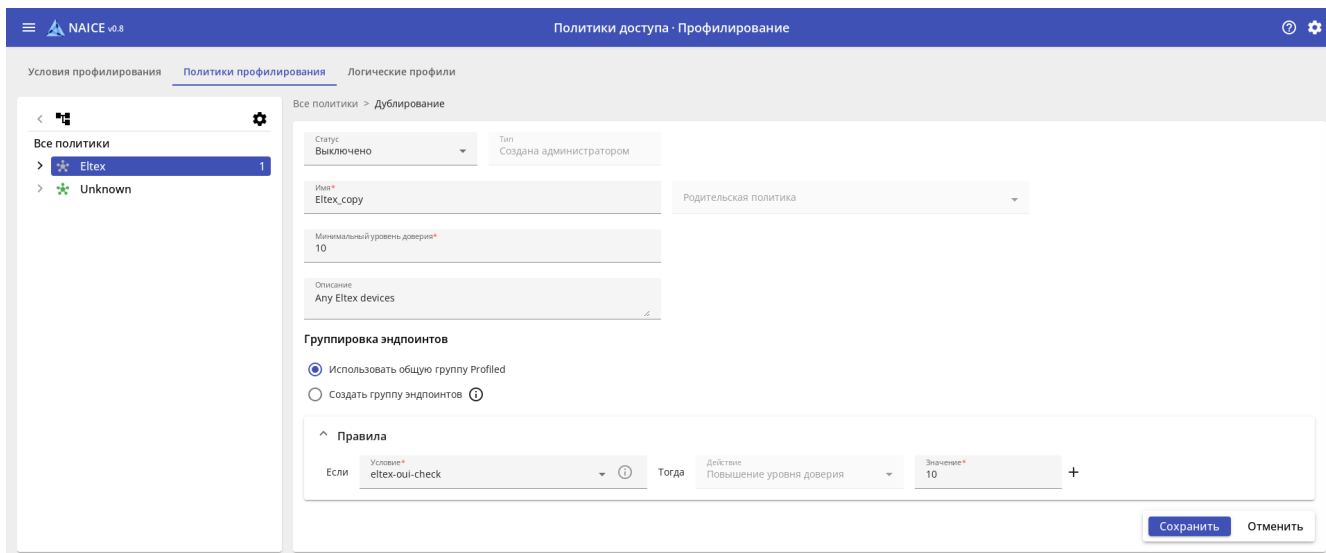 NAICE v0.8
Политики доступа · Профилирование
Условия профилирования Политики профилирования Логические профили
Все политики > Дублирование
Все политики
Eltex 1
Unknown
Статус
Выключено
Тип
Создана администратором
Имя*
Eltex_copy
Родительская политика
Минимальный уровень доверия*
10
Описание
Any Eltex devices
Группировка эндпоинтов
Использовать общую группу Profiled
Создать группу эндпоинтов
Правила
Если
Условие*
eltex-oui-check
Тогда
Действие
Повышение уровня доверия
Значение*
10
Сохранить Отменить